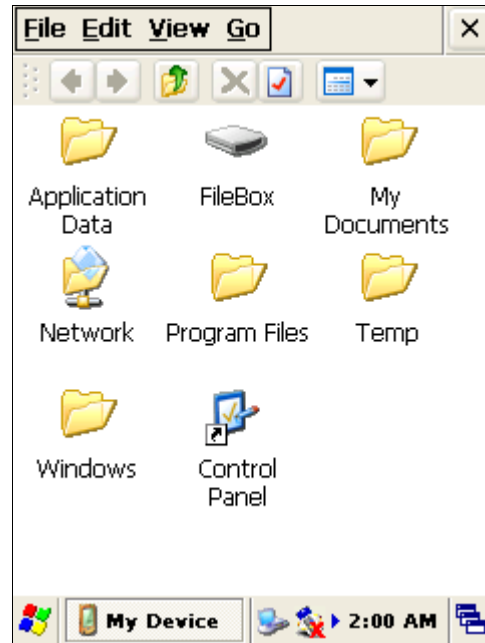 File Edit View Go
Application Data
FileBox
My Documents
Network
Program Files
Temp
Windows
Control Panel
My Device
2:00 AM